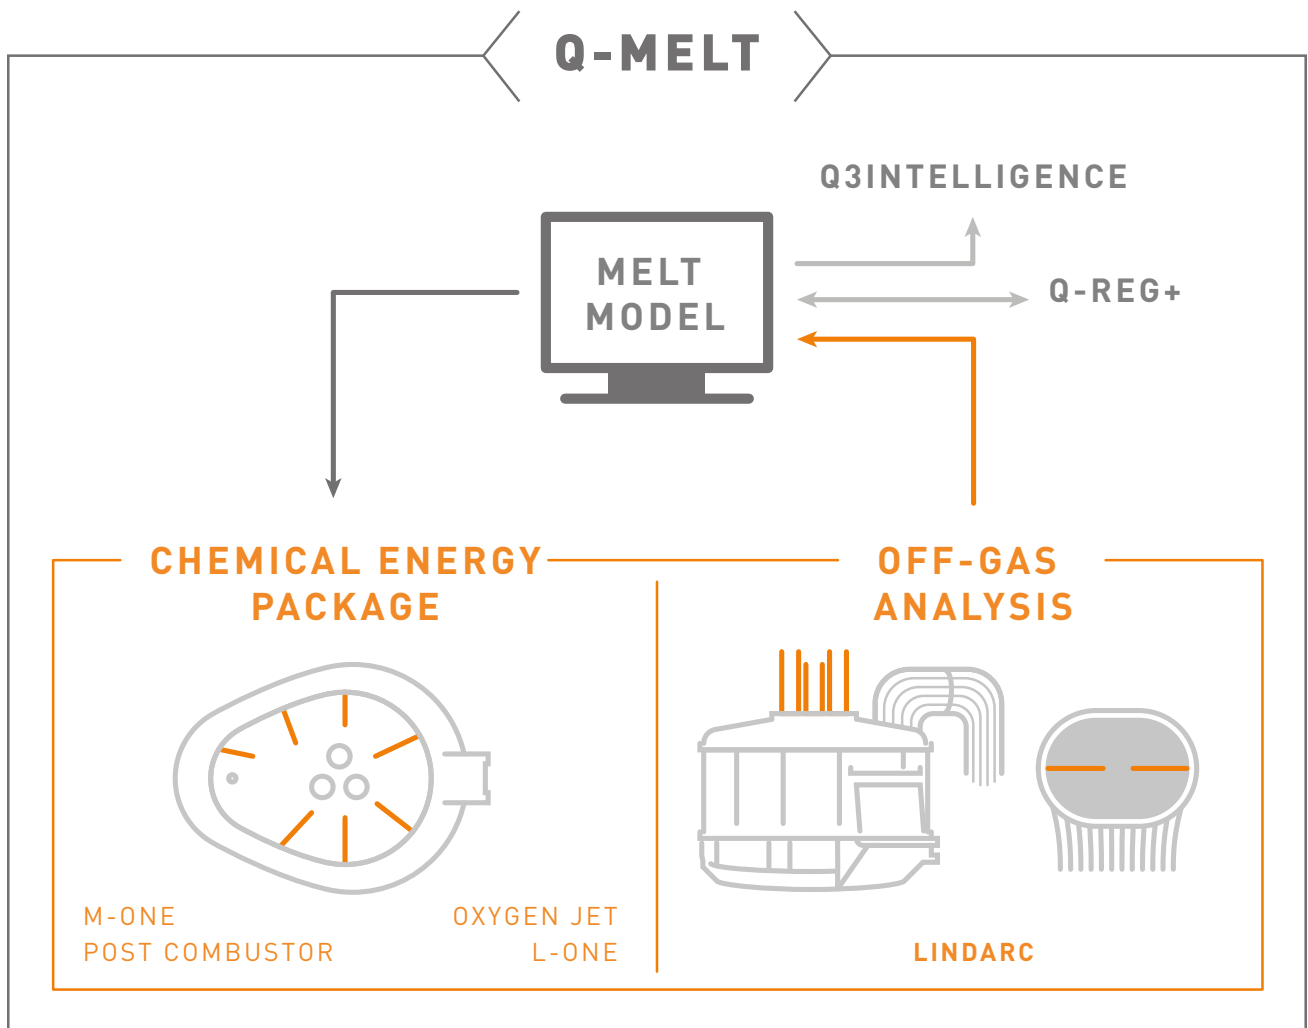 Q-MELT
Q3INTELLIGENCE
MELT
MODEL
Q-REG+
CHEMICAL ENERGY
PACKAGE
OFF-GAS
ANALYSIS
M-ONE
POST COMBUSTOR
OXYGEN JET
L-ONE
LINDARC